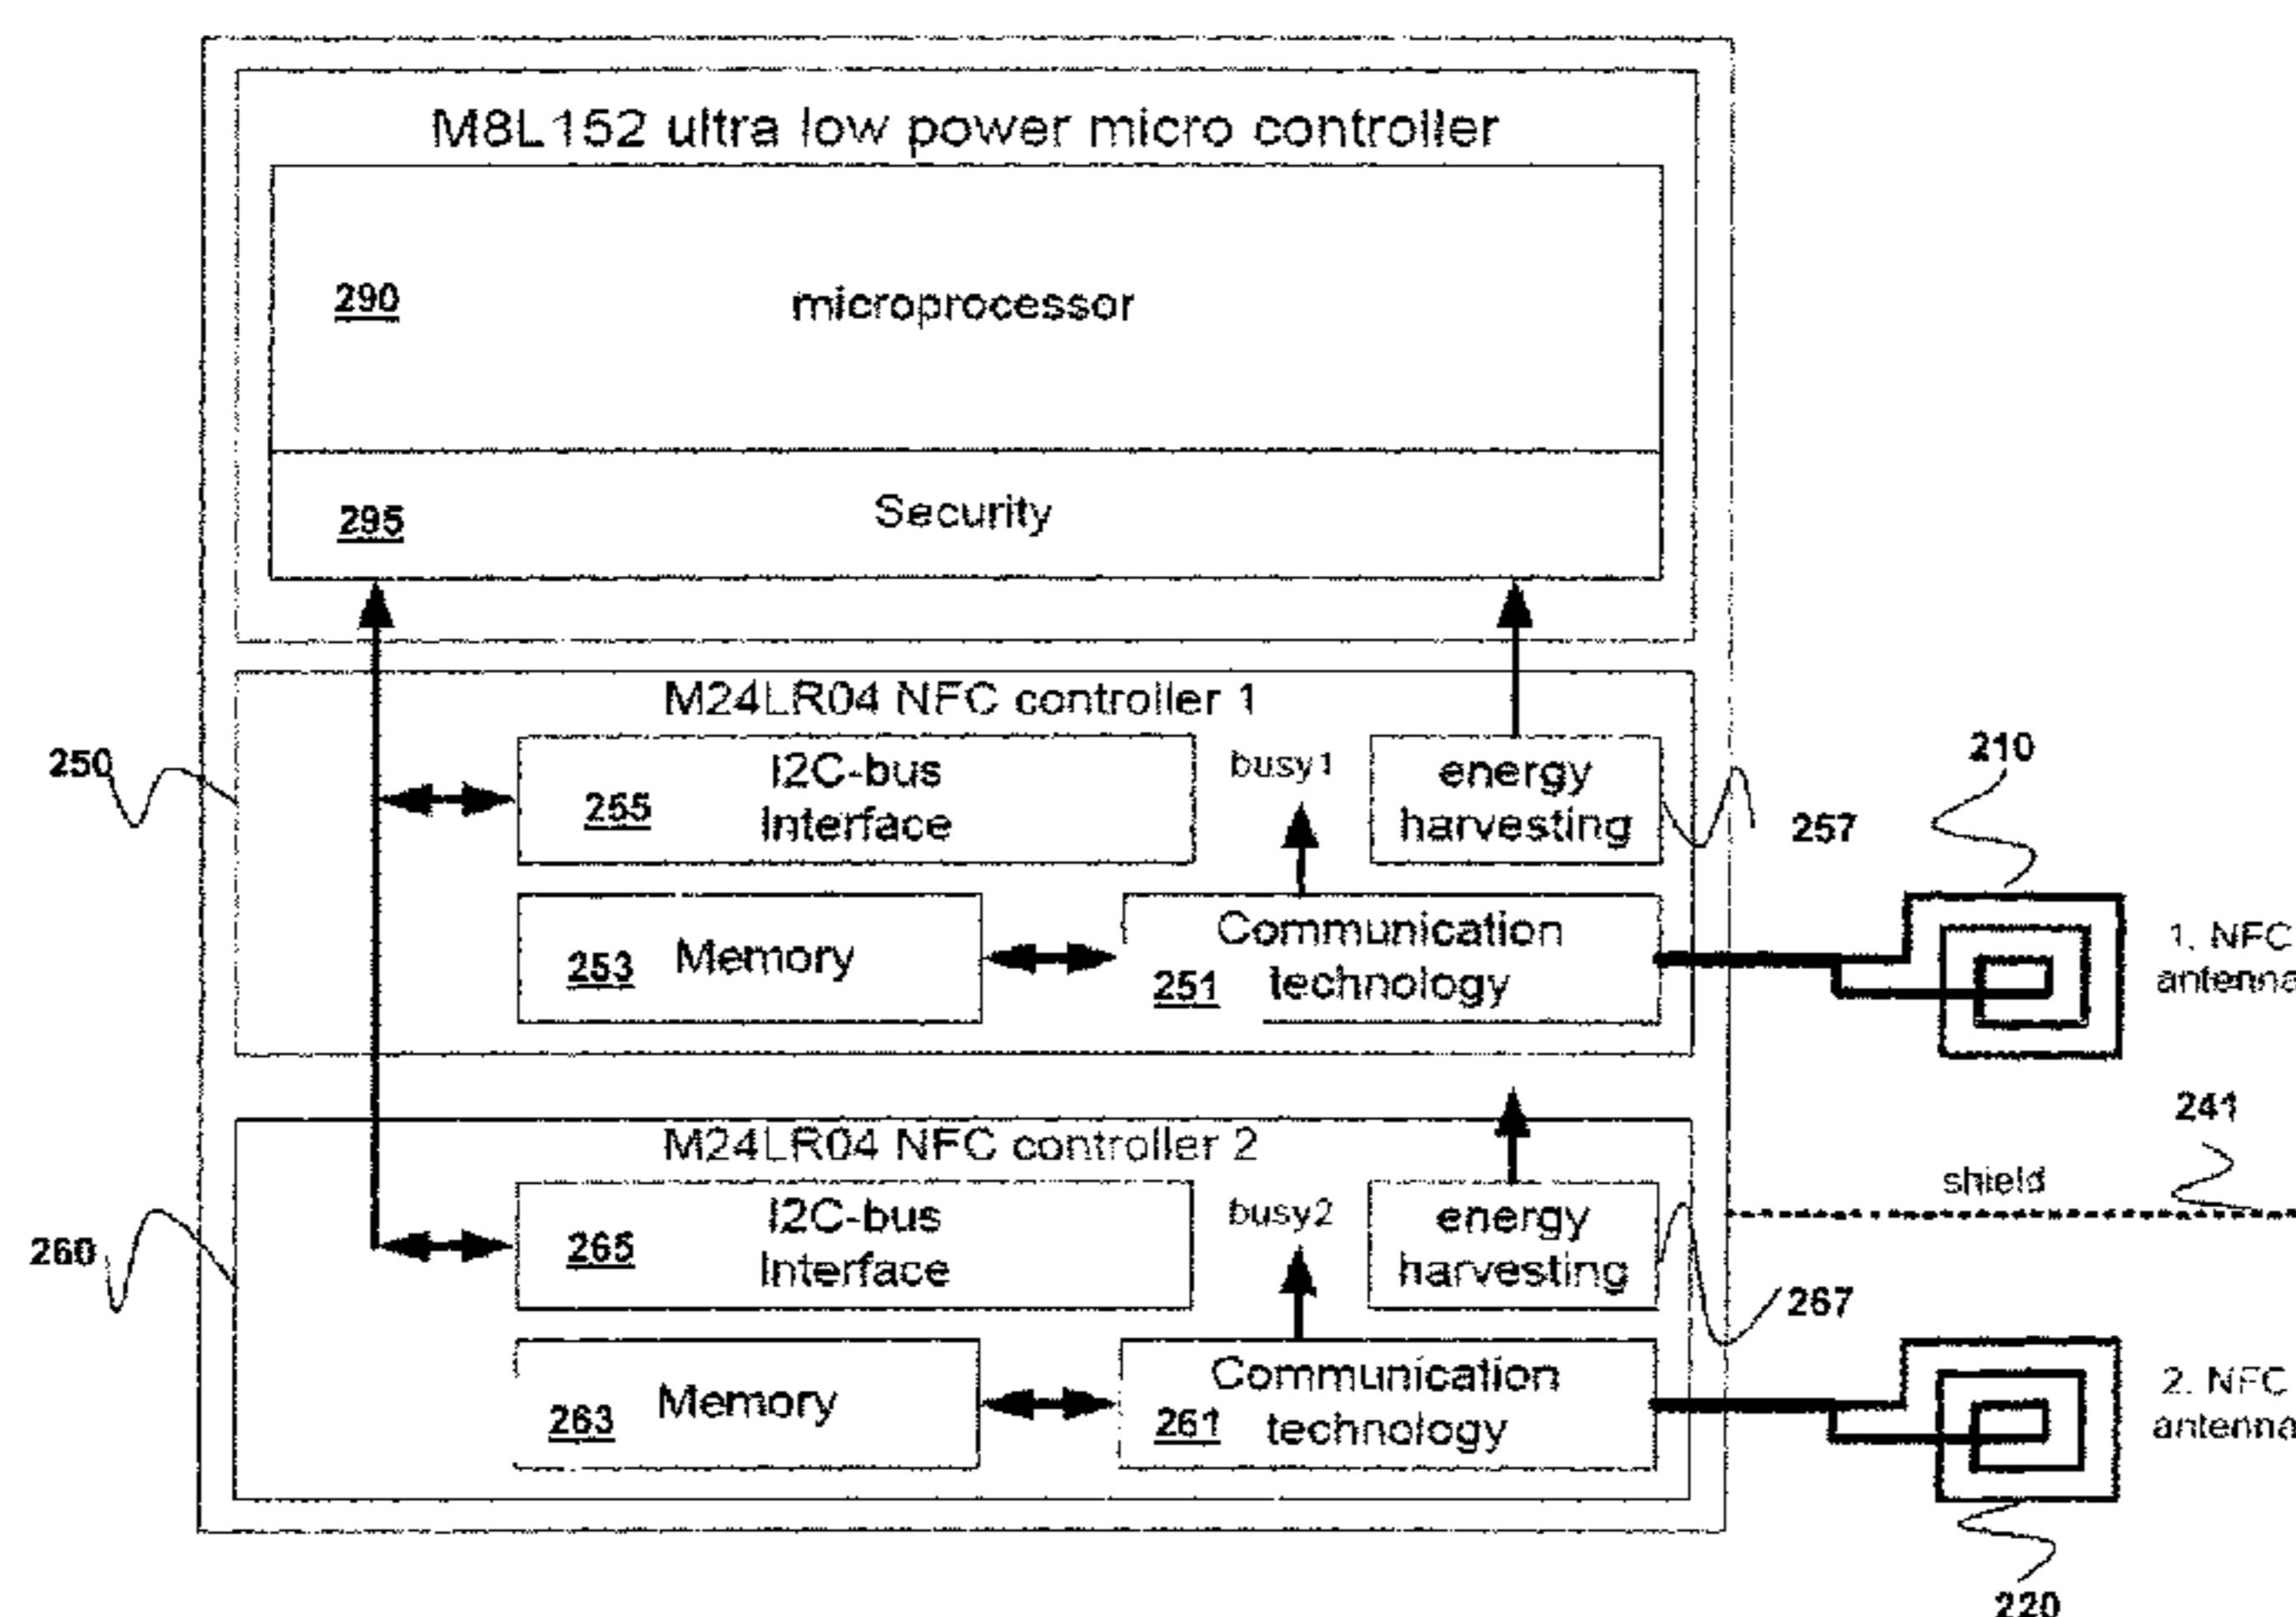 M8L152 ultra low power micro controller
290
microprocessor
295
Security
M24LR04 NFC controller 1
250
I2C-bus
Interface
255
busy1
energy
harvesting
257
210
253
Memory
Communication
technology
251
1. NFC
antenna
241
shield
M24LR04 NFC controller 2
260
I2C-bus
Interface
265
busy2
energy
harvesting
267
263
Memory
Communication
technology
261
2. NFC
antenna
220